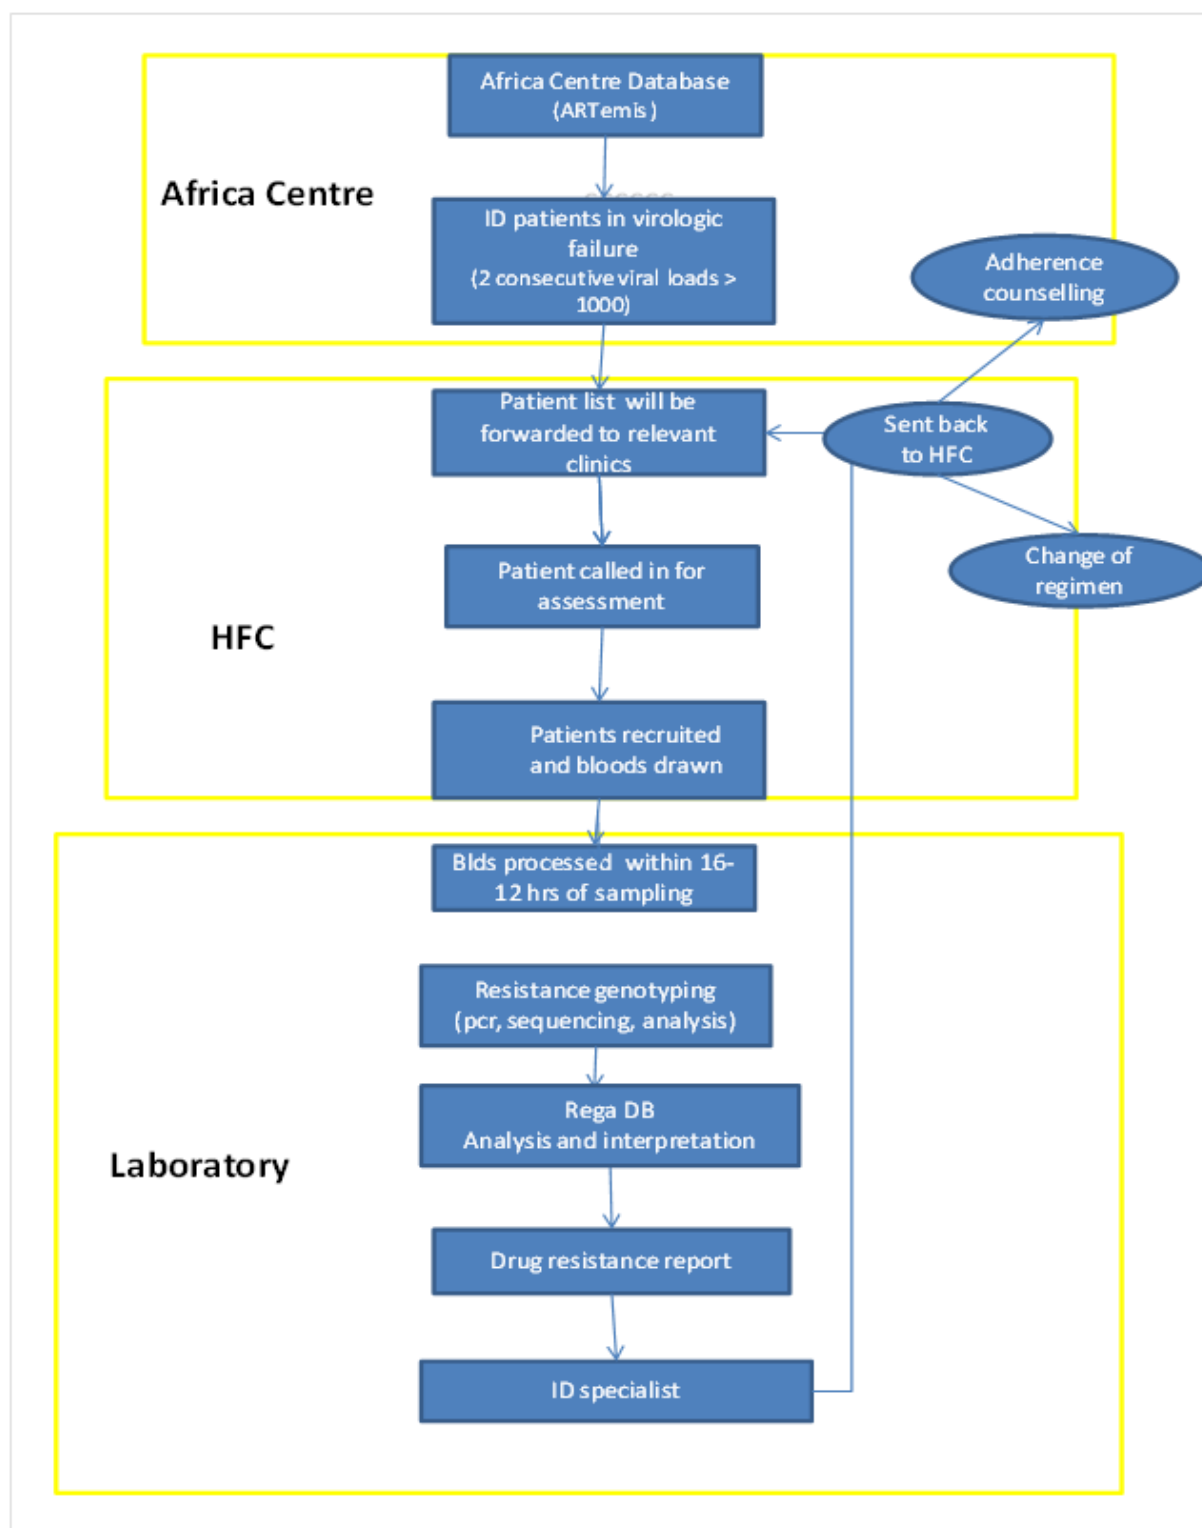 Africa Centre Database
(ARTemis)
Africa Centre
ID patients in virologic
failure
(2 consecutive viral loads >
1000)
Adherence
counselling
Patient list will be
forwarded to relevant
clinics
Sent back
to HFC
Patient called in for
assessment
Change of
regimen
HFC
Patients recruited
and bloods drawn
Blds processed within 16-
12 hrs of sampling
Resistance genotyping
(pcr, sequencing, analysis)
Rega DB
Analysis and interpretation
Laboratory
Drug resistance report
ID specialist